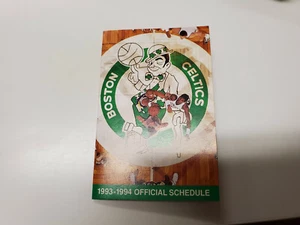 BOSTON
CELTICS
1993-1994 OFFICIAL SCHEDULE